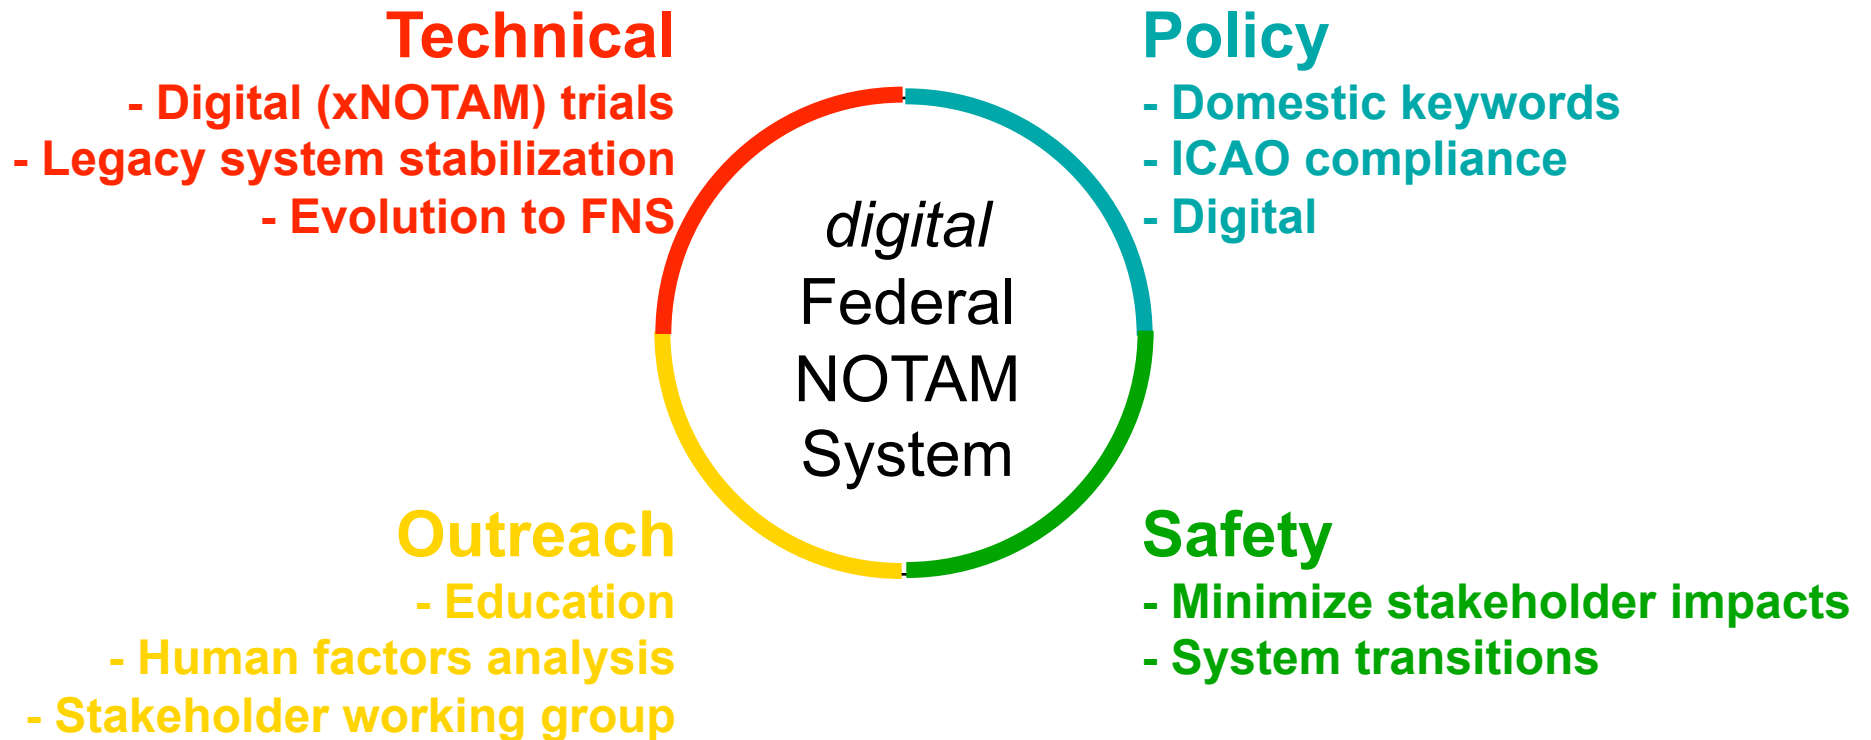 Technical
- Digital (xNOTAM) trials
- Legacy system stabilization
- Evolution to FNS
Policy
- Domestic keywords
- ICAO compliance
- Digital
digital
Federal
NOTAM
System
Outreach
- Education
- Human factors analysis
- Stakeholder working group
Safety
- Minimize stakeholder impacts
- System transitions